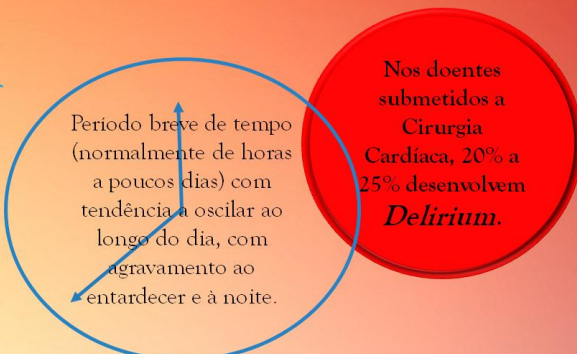 Período breve de tempo
(normalmente de horas
a poucos dias) com
tendência a oscilar ao
longo do dia, com
agravamento ao
entardecer e à noite.
Nos doentes
submetidos a
Cirurgia
Cardíaca, 20% a
25% desenvolvem
Delirium.